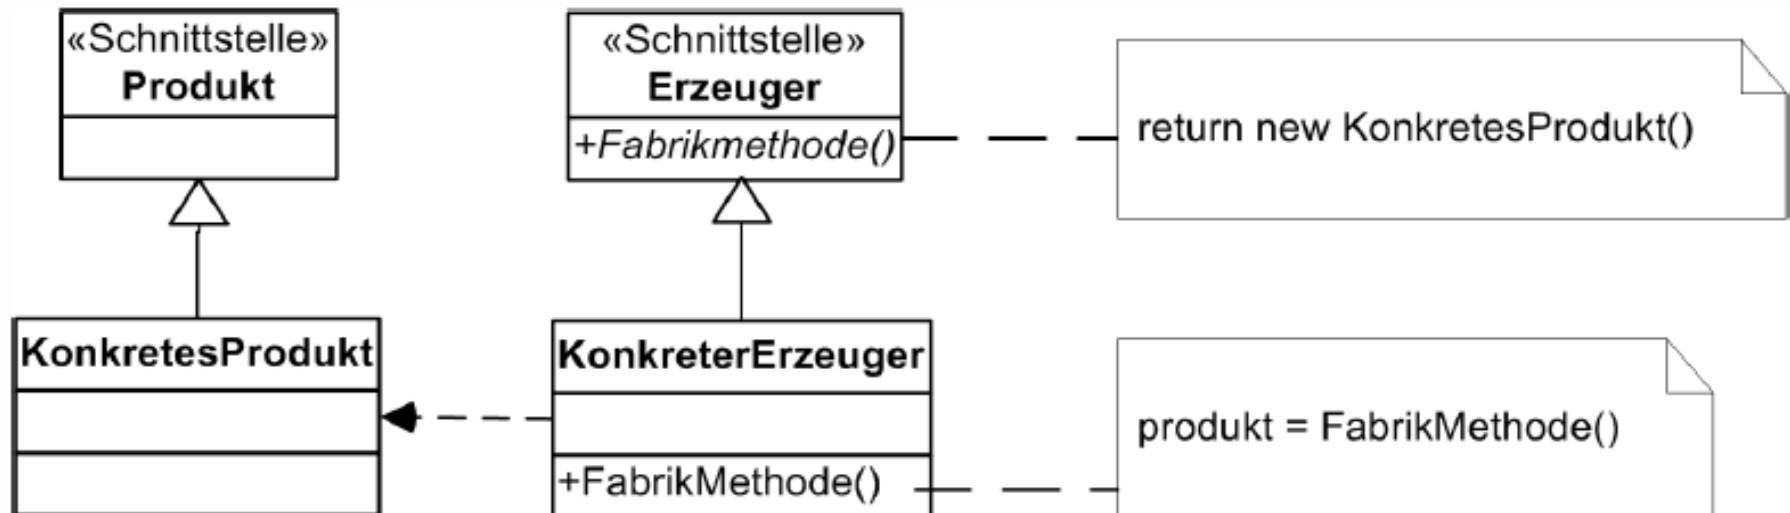 «Schnittstelle»
Produkt
«Schnittstelle»
Erzeuger
+Fabrikmethode()
return new KonkretesProdukt()
KonkretesProdukt
KonkreterErzeuger
+FabrikMethode()
produkt = FabrikMethode()